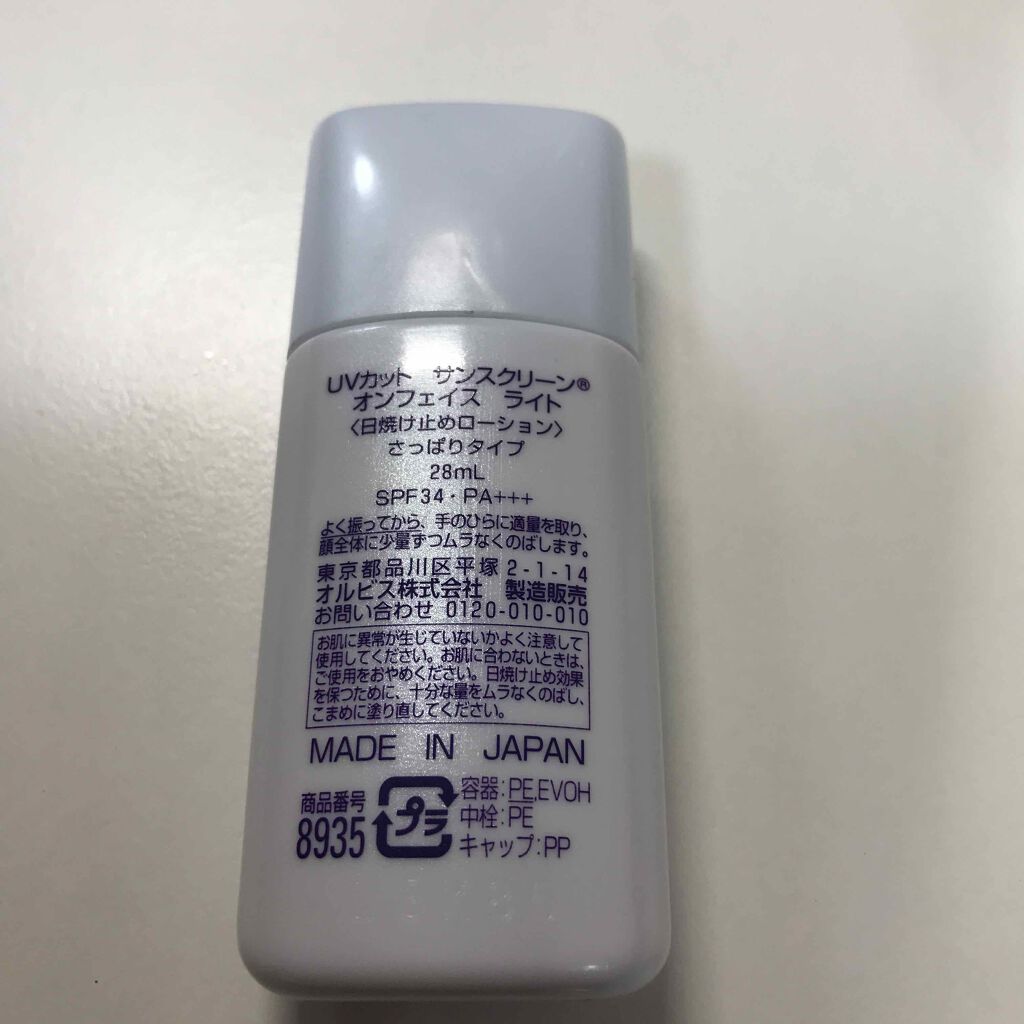 UVカット サンスクリーン®
オンフェイス ライト
〈日焼け止めローション〉
さっぱりタイプ
28mL
SPF34・PA+++
よく振ってから、手のひらに適量を取り、
顔全体に少量ずつムラなくのばします。
東京都品川区平塚2-1-14
オルビス株式会社 製造販売
お問い合わせ 0120-010-010
お肌に異常が生じていないかよく注意して
使用してください。お肌に合わないときは、
ご使用をおやめください。日焼け止め効果
を保つために、十分な量をムラなくのばし、
こまめに塗り直してください。
MADE IN JAPAN
商品番号
8935
プラ
容器:PE,EVOH
中栓:PE
キャップ:PP